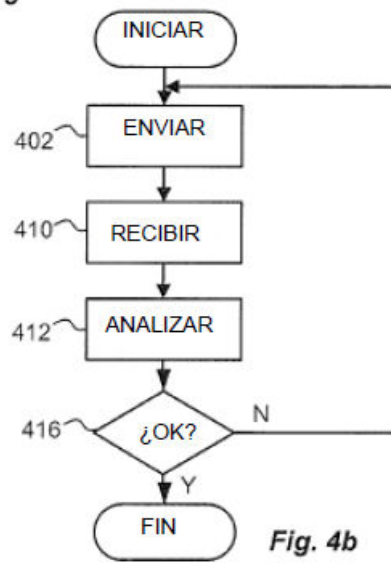 INICIAR
402
ENVIAR
410
RECIBIR
412
ANALIZAR
416
¿OK?
N
Y
FIN
Fig. 4b